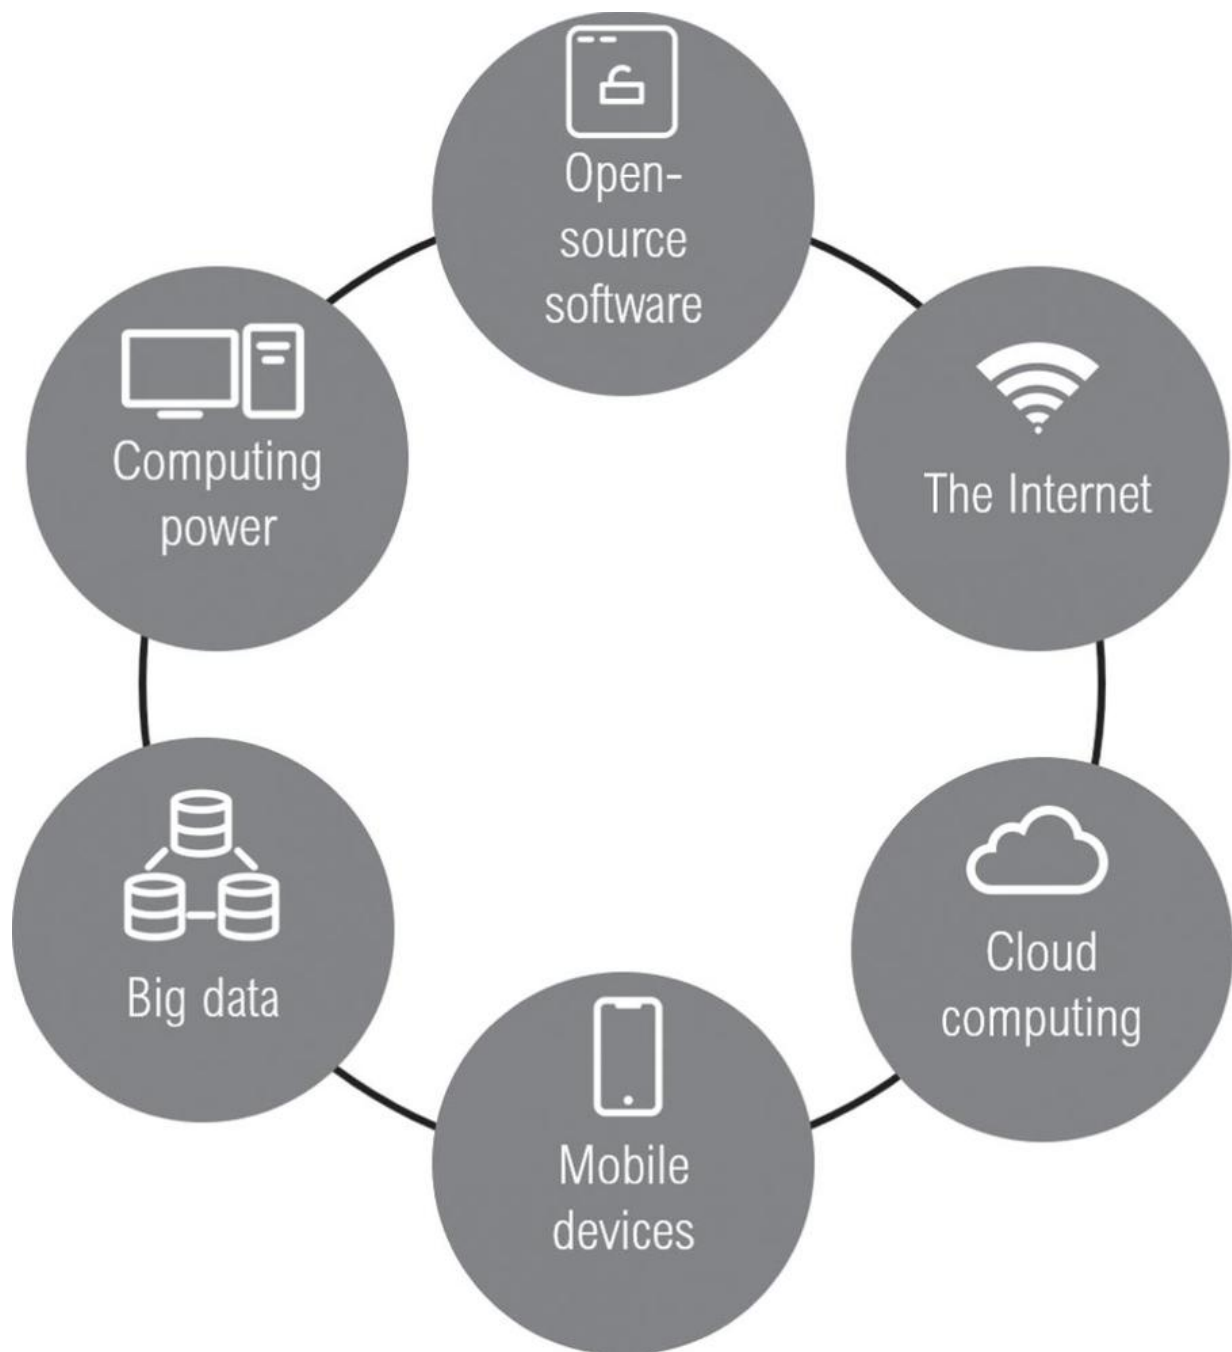 Open-
source
software
The Internet
Cloud
computing
Mobile
devices
Big data
Computing
power